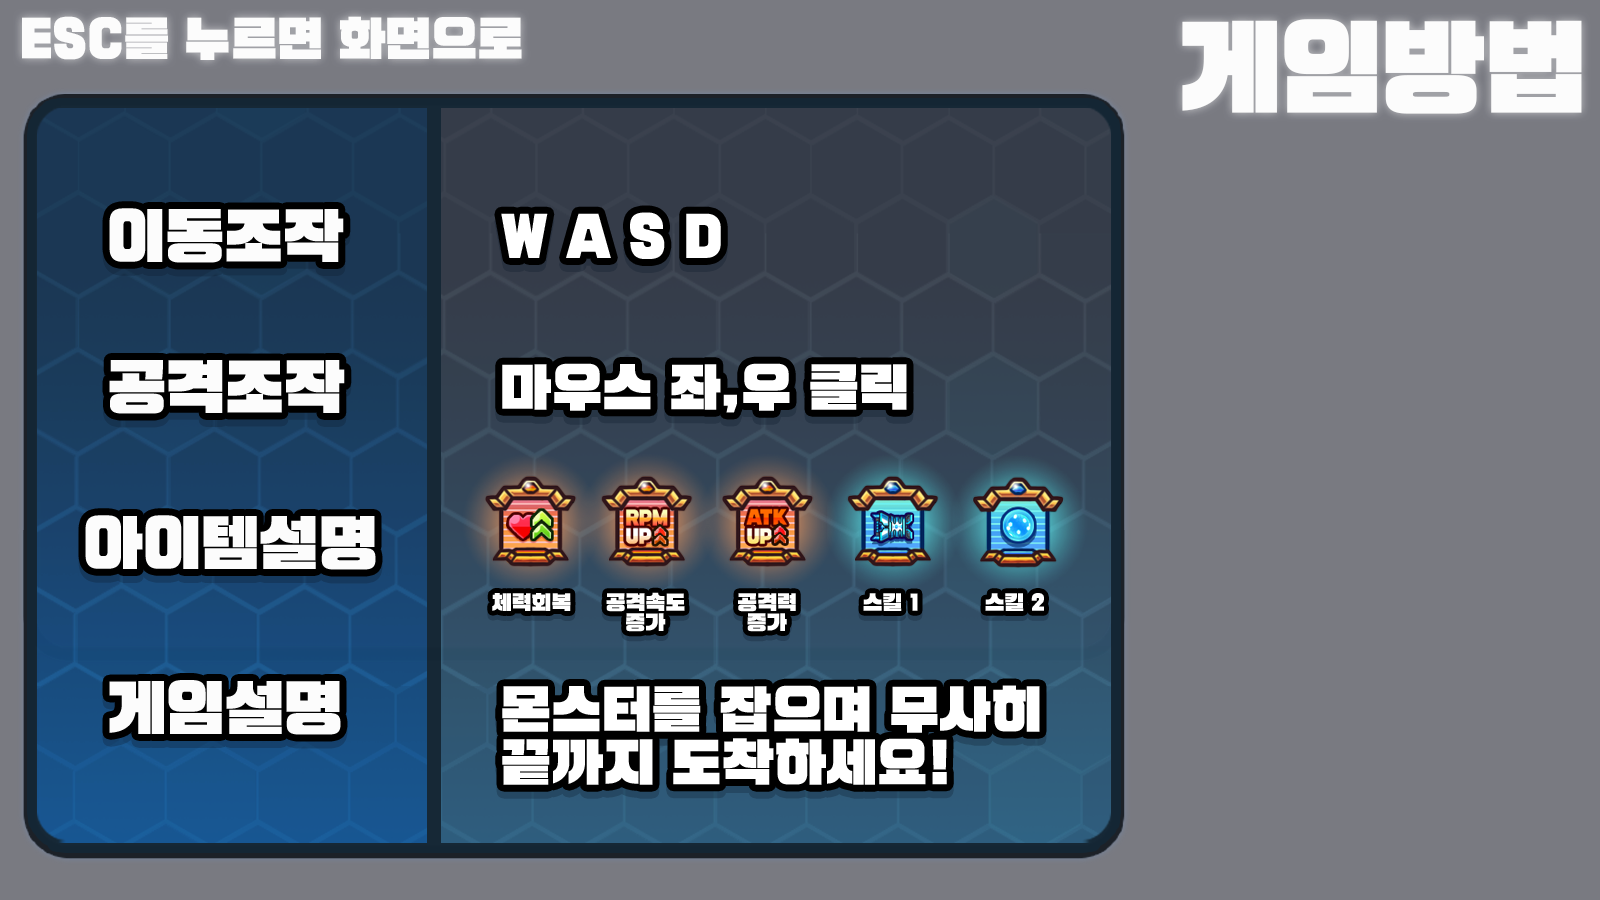 ESC를 누르면 화면으로
게임방법
이동조작
W A S D
공격조작
마우스 좌,우 클릭
아이템설명
RPM
UP
ATK
UP
체력회복
공격속도
증가
공격력
증가
스킬 1
스킬 2
게임설명
몬스터를 잡으며 무사히
끝까지 도착하세요!